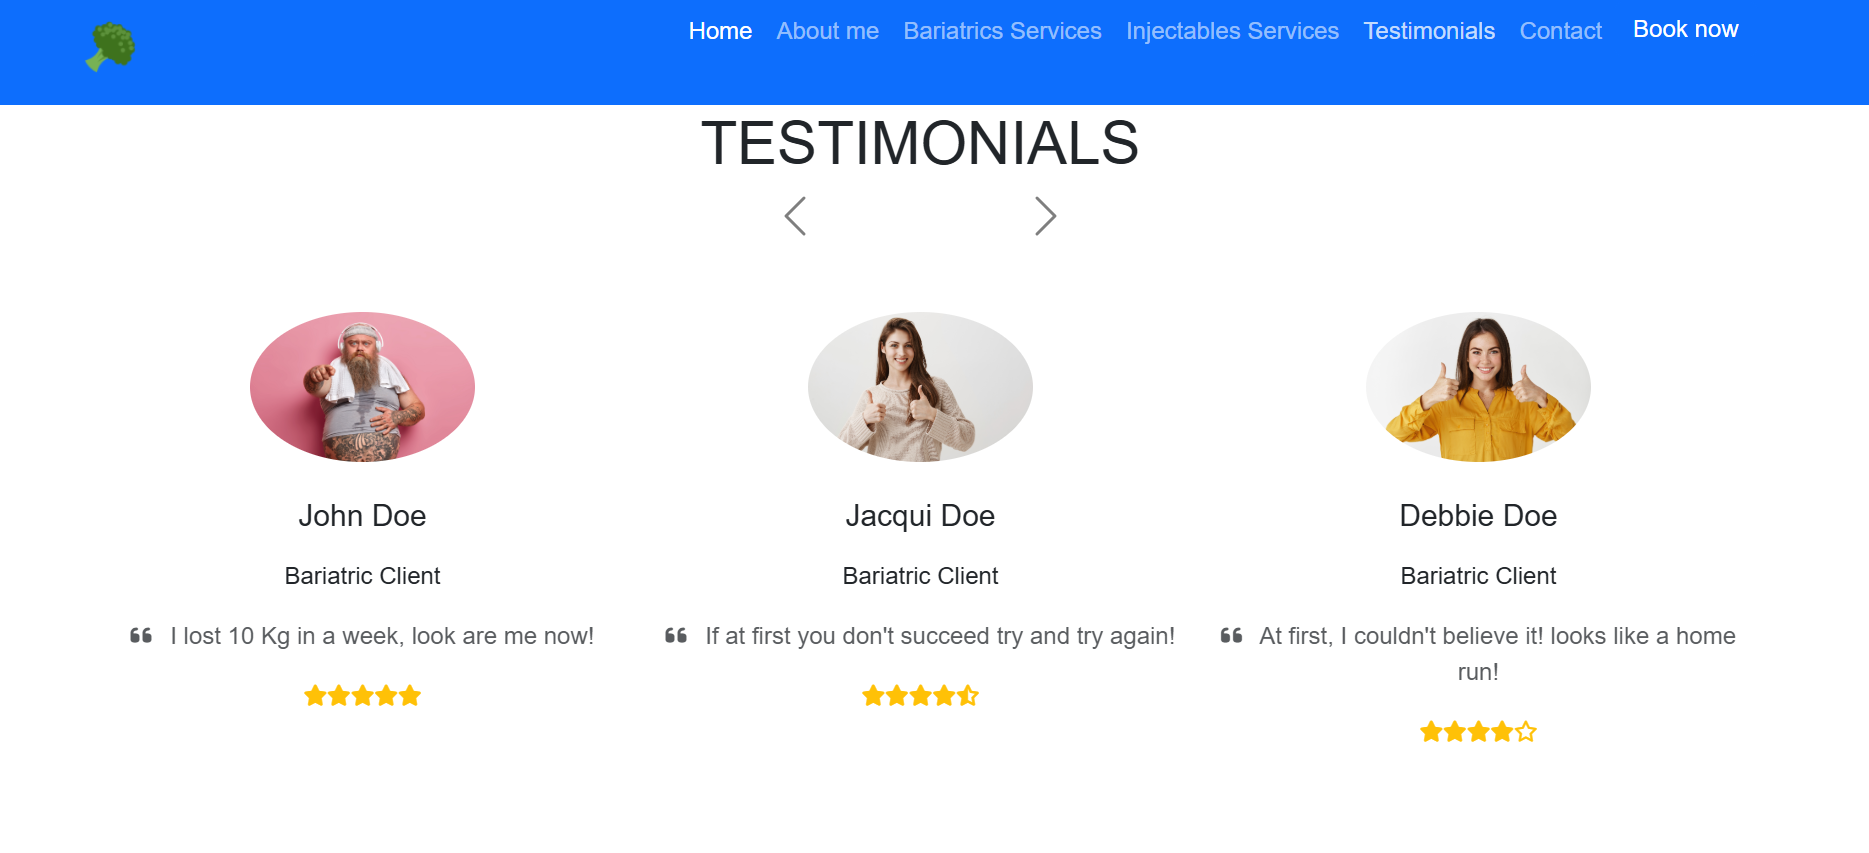 Home About me Bariatrics Services Injectables Services Testimonials Contact Book now
TESTIMONIALS
John Doe
Bariatric Client
I lost 10 Kg in a week, look are me now!
Jacqui Doe
Bariatric Client
If at first you don't succeed try and try again!
Debbie Doe
Bariatric Client
At first, I couldn't believe it! looks like a home
run!